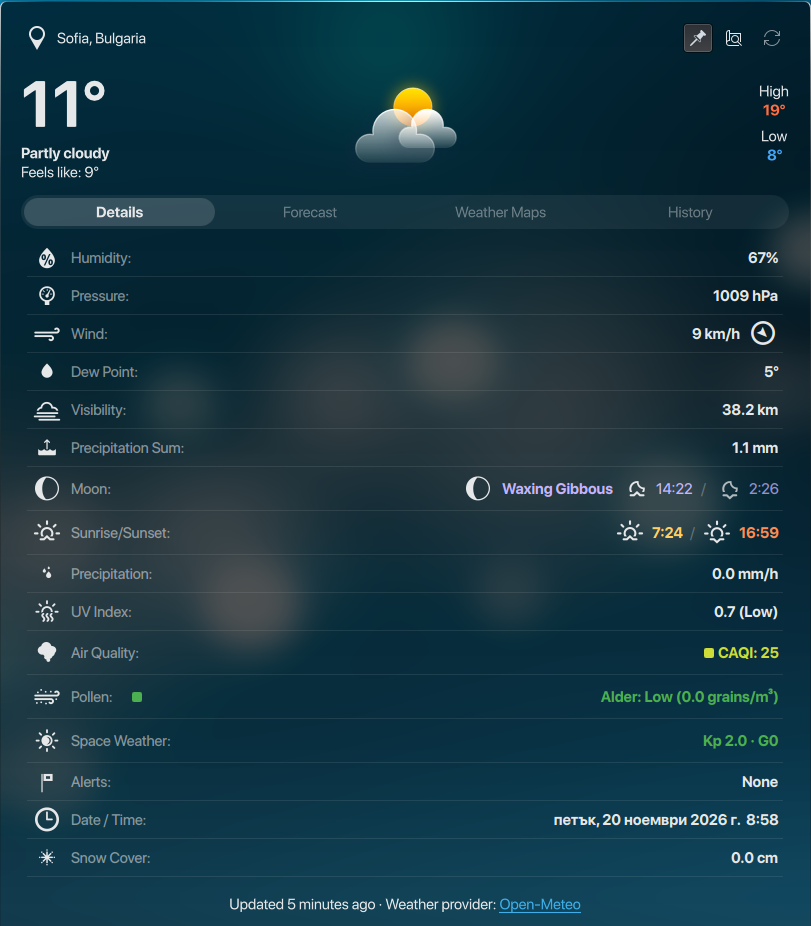 Sofia, Bulgaria
11°
Partly cloudy
Feels like: 9°
High
19°
Low
8°
Details Forecast Weather Maps History
Humidity: 67%
Pressure: 1009 hPa
Wind: 9 km/h
Dew Point: 5°
Visibility: 38.2 km
Precipitation Sum: 1.1 mm
Moon: Waxing Gibbous 14:22 / 2:26
Sunrise/Sunset: 7:24 / 16:59
Precipitation: 0.0 mm/h
UV Index: 0.7 (Low)
Air Quality: CAQI: 25
Pollen: Alder: Low (0.0 grains/m³)
Space Weather: Kp 2.0 · G0
Alerts: None
Date / Time: петък, 20 ноември 2026 г. 8:58
Snow Cover: 0.0 cm
Updated 5 minutes ago · Weather provider: Open-Meteo